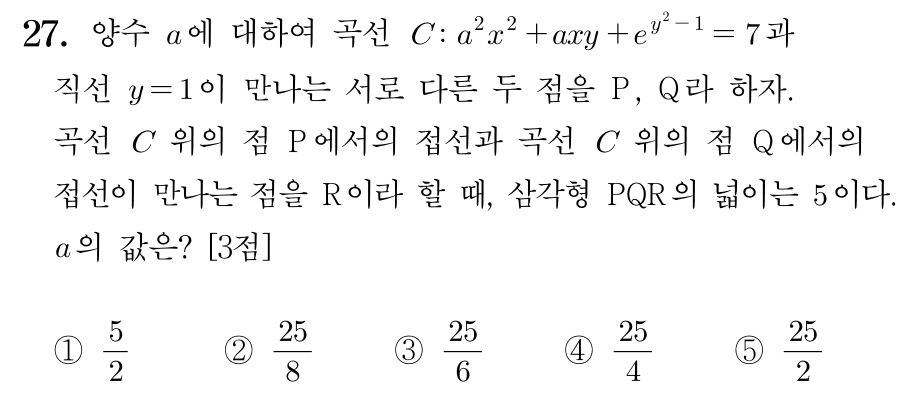 27. 양수 a에 대하여 곡선 C: a²x² + axy + e^{y²-1} = 7과
직선 y=1이 만나는 서로 다른 두 점을 P, Q라 하자.
곡선 C 위의 점 P에서의 접선과 곡선 C 위의 점 Q에서의
접선이 만나는 점을 R이라 할 때, 삼각형 PQR의 넓이는 5이다.
a의 값은? [3점]
① 5/2 ② 25/8 ③ 25/6 ④ 25/4 ⑤ 25/2